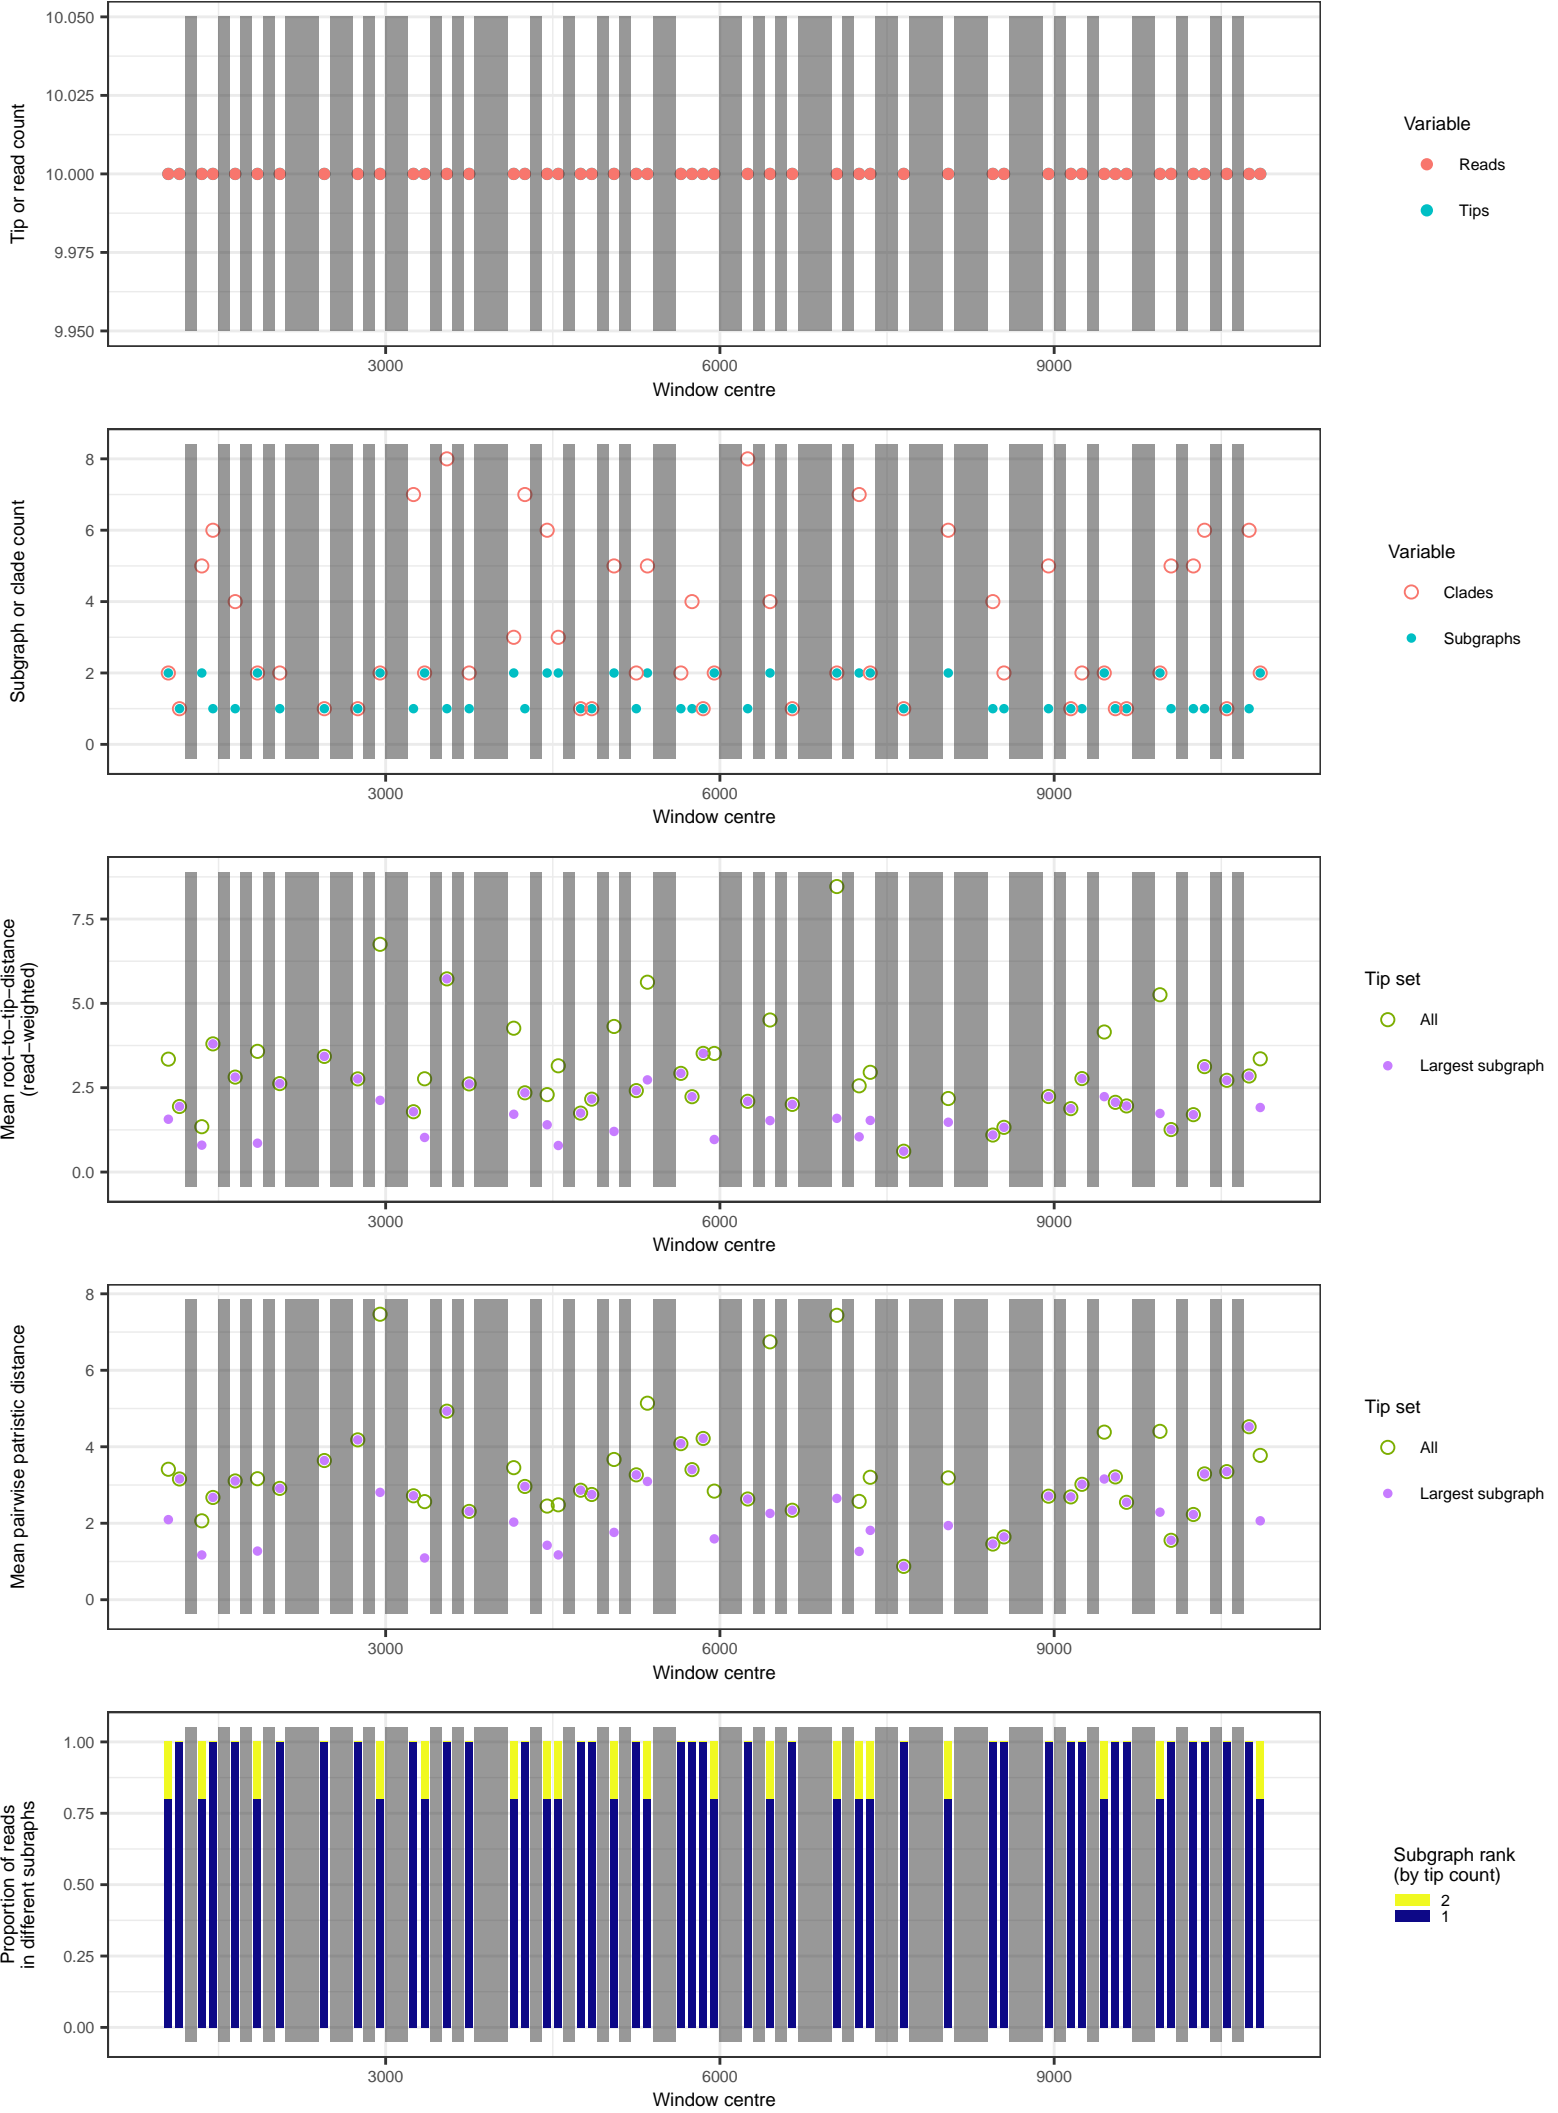 10.050
10.025
10.000
9.975
9.950
Tip or read count
3000
6000
9000
Window centre
Variable
Reads
Tips
8
6
4
2
0
Subgraph or clade count
3000
6000
9000
Window centre
Variable
Clades
Subgraphs
7.5
5.0
2.5
0.0
Mean root−to−tip−distance
(read−weighted)
3000
6000
9000
Window centre
Tip set
All
Largest subgraph
8
6
4
2
0
Mean pairwise patristic distance
3000
6000
9000
Window centre
Tip set
All
Largest subgraph
1.00
0.75
0.50
0.25
0.00
Proportion of reads
in different subraphs
3000
6000
9000
Window centre
Subgraph rank
(by tip count)
2
1